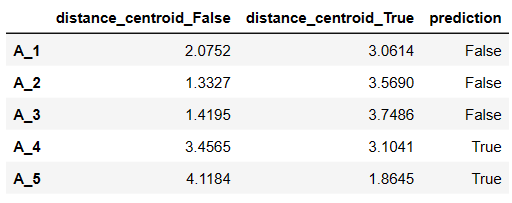 distance_centroid_False distance_centroid_True prediction
A_1 2.0752 3.0614 False
A_2 1.3327 3.5690 False
A_3 1.4195 3.7486 False
A_4 3.4565 3.1041 True
A_5 4.1184 1.8645 True